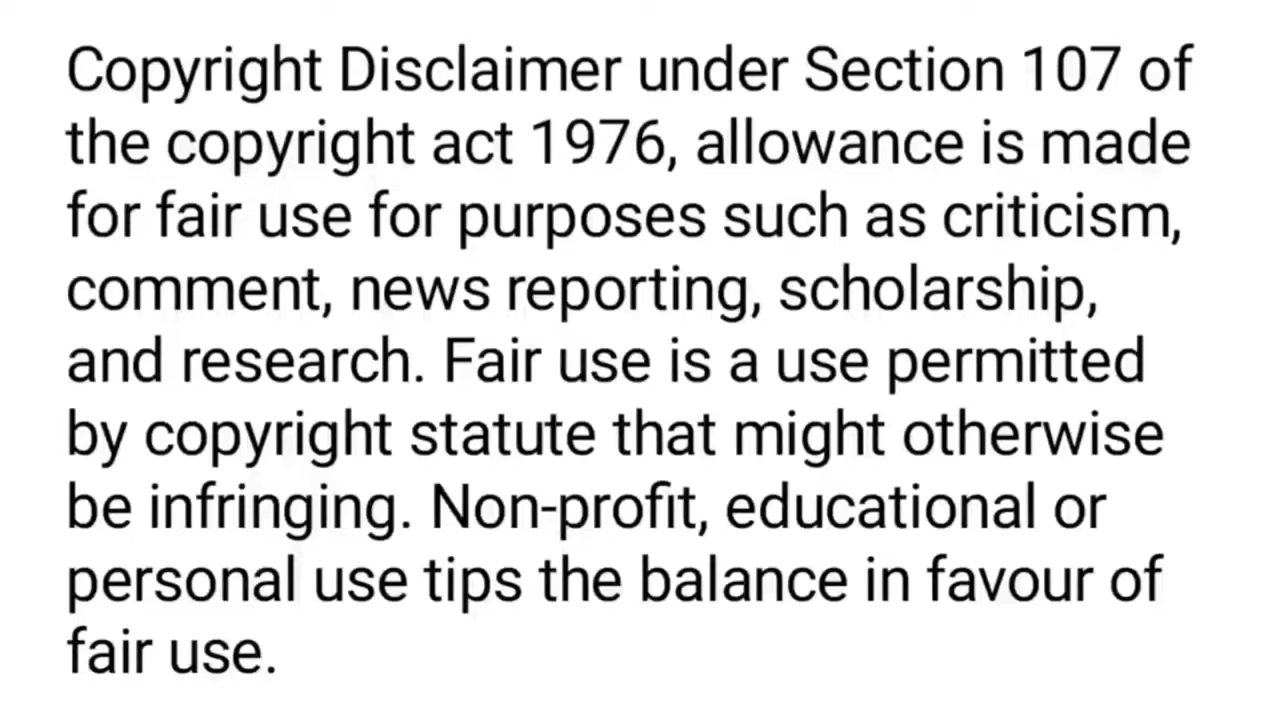 Copyright Disclaimer under Section 107 of
the copyright act 1976, allowance is made
for fair use for purposes such as criticism,
comment, news reporting, scholarship,
and research. Fair use is a use permitted
by copyright statute that might otherwise
be infringing. Non-profit, educational or
personal use tips the balance in favour of
fair use.